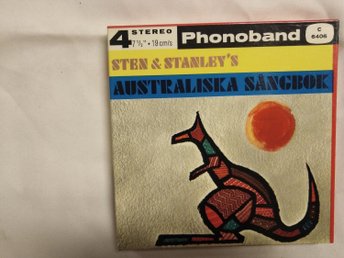 4 STEREO
7½" • 19 cm/s
Phonoband
C
6406
STEN & STANLEY'S
AUSTRALISKA SÅNGBOK